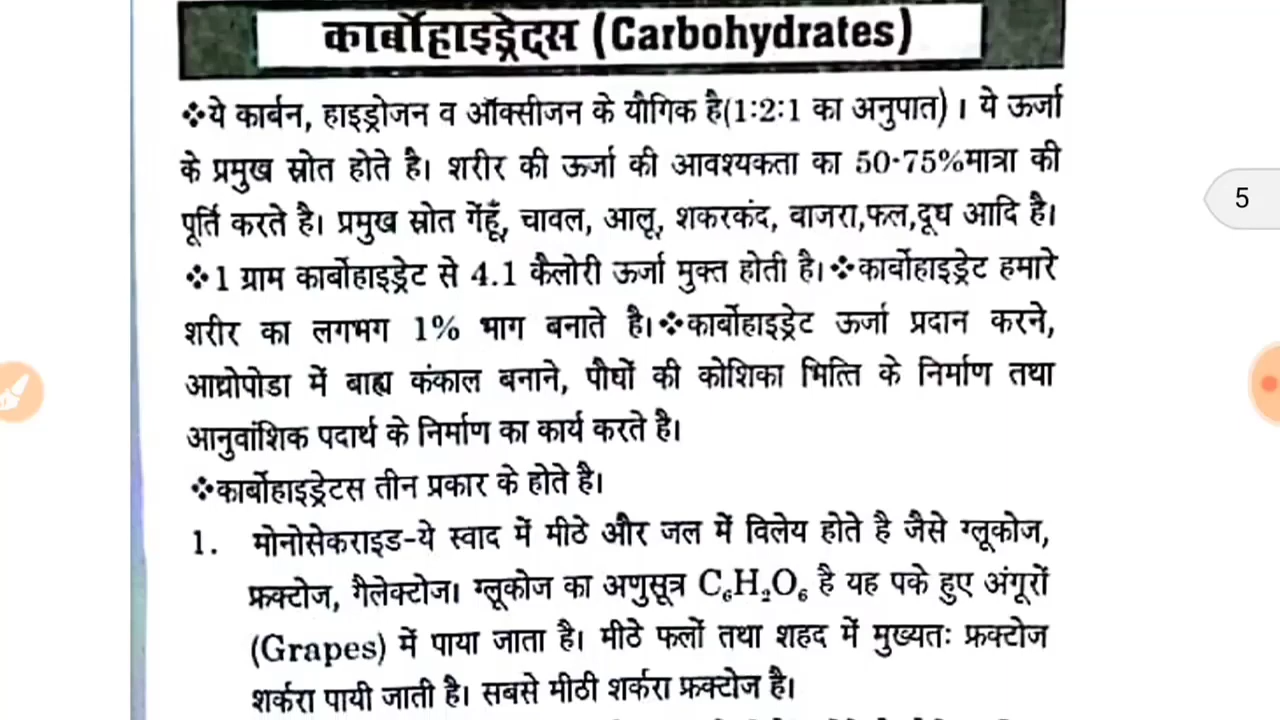 कार्बोहाइड्रेट्स (Carbohydrates)
❖ये कार्बन, हाइड्रोजन व ऑक्सीजन के यौगिक है(1:2:1 का अनुपात)। ये ऊर्जा
के प्रमुख स्रोत होते है। शरीर की ऊर्जा की आवश्यकता का 50-75%मात्रा की
पूर्ति करते है। प्रमुख स्रोत गेंहूँ, चावल, आलू, शकरकंद, बाजरा,फल,दूध आदि है।
5
❖1 ग्राम कार्बोहाइड्रेट से 4.1 कैलोरी ऊर्जा मुक्त होती है।❖कार्बोहाइड्रेट हमारे
शरीर का लगभग 1% भाग बनाते है।❖कार्बोहाइड्रेट ऊर्जा प्रदान करने,
आथ्रोपोडा में बाह्य कंकाल बनाने, पौधों की कोशिका भित्ति के निर्माण तथा
आनुवांशिक पदार्थ के निर्माण का कार्य करते है।
❖कार्बोहाइड्रेटस तीन प्रकार के होते है।
1. मोनोसेकराइड-ये स्वाद में मीठे और जल में विलेय होते है जैसे ग्लूकोज,
फ्रक्टोज, गैलेक्टोज। ग्लूकोज का अणुसूत्र C₆H₂O₆ है यह पके हुए अंगूरों
(Grapes) में पाया जाता है। मीठे फलों तथा शहद में मुख्यतः फ्रक्टोज
शर्करा पायी जाती है। सबसे मीठी शर्करा फ्रक्टोज है।